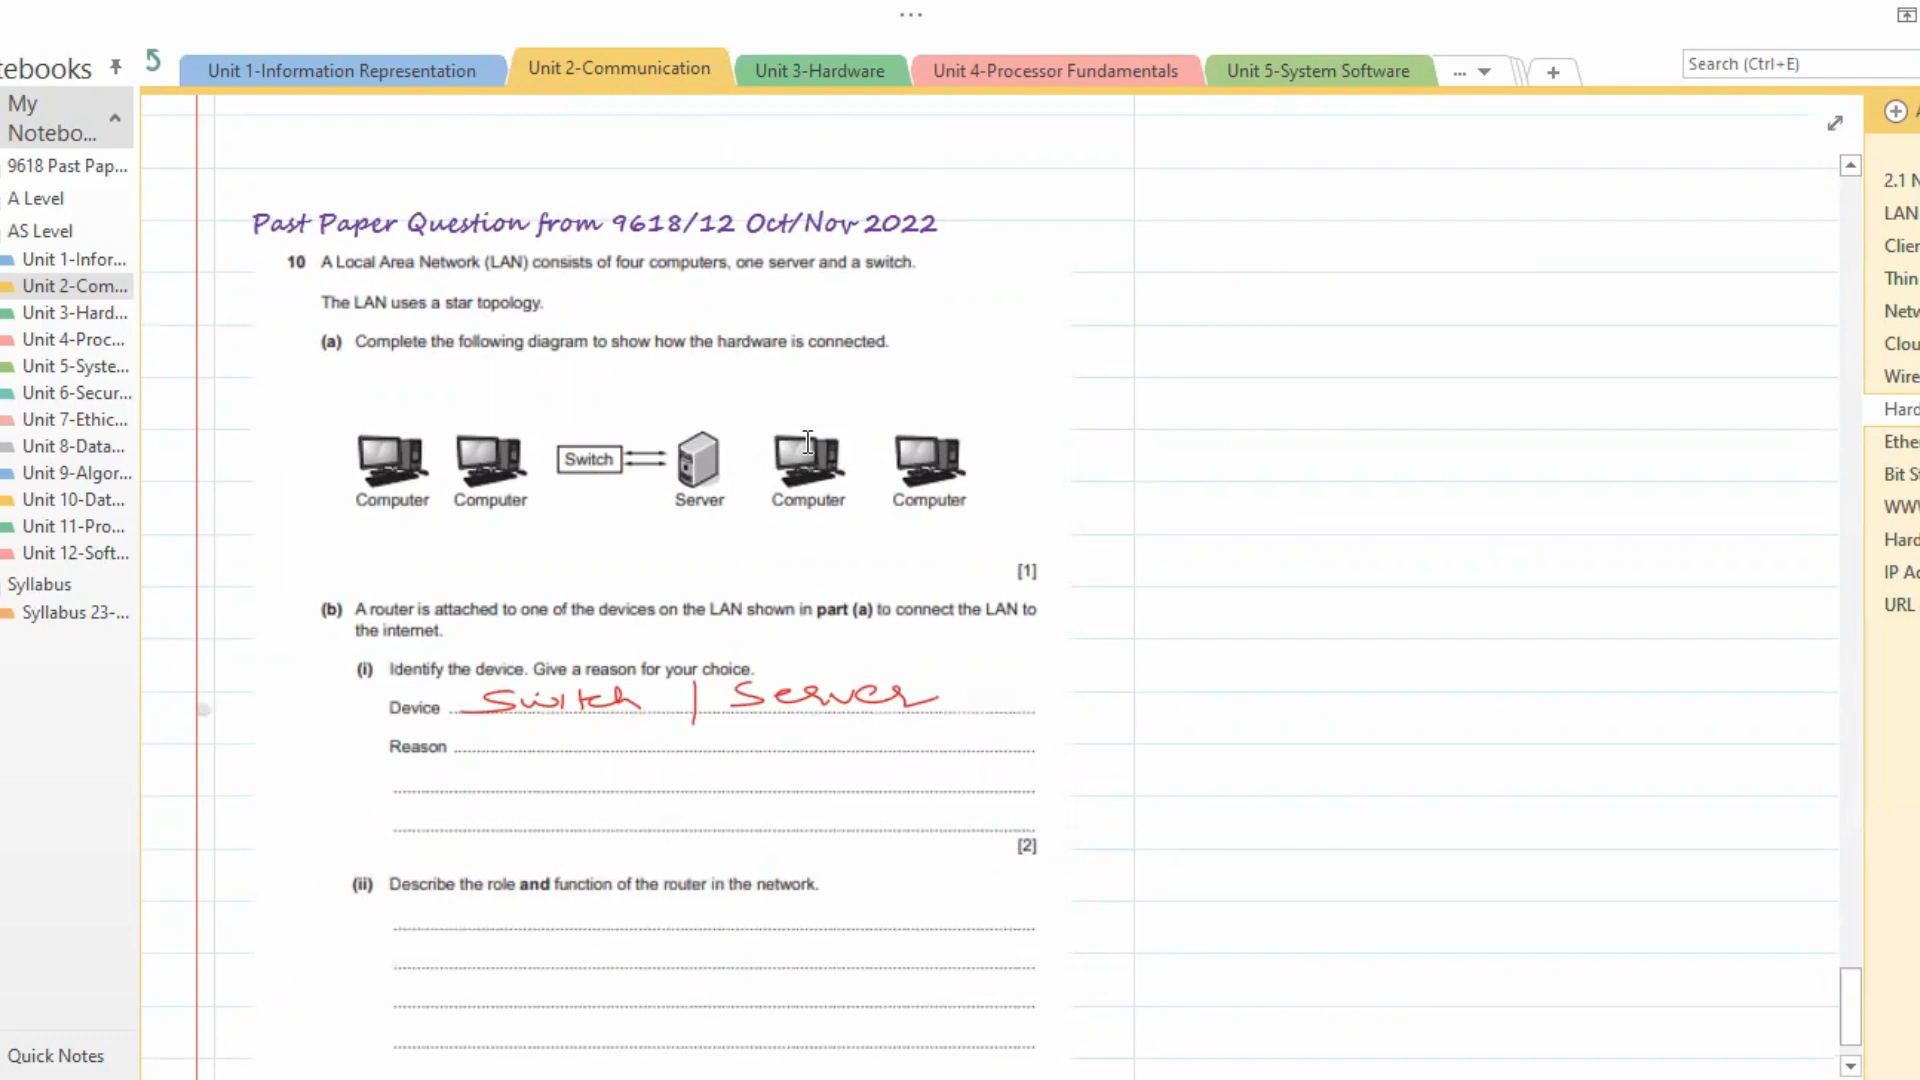 ...
tebooks
Unit 1-Information Representation
Unit 2-Communication
Unit 3-Hardware
Unit 4-Processor Fundamentals
Unit 5-System Software
...
Search (Ctrl+E)
My
Notebo...
9618 Past Pap...
A Level
AS Level
Unit 1-Infor...
Unit 2-Com...
Unit 3-Hard...
Unit 4-Proc...
Unit 5-Syste...
Unit 6-Secur...
Unit 7-Ethic...
Unit 8-Data...
Unit 9-Algor...
Unit 10-Dat...
Unit 11-Pro...
Unit 12-Soft...
Syllabus
Syllabus 23-...
Quick Notes
Past Paper Question from 9618/12 Oct/Nov 2022
10 A Local Area Network (LAN) consists of four computers, one server and a switch.
The LAN uses a star topology.
(a) Complete the following diagram to show how the hardware is connected.
Switch
Computer Computer Server Computer Computer
[1]
(b) A router is attached to one of the devices on the LAN shown in part (a) to connect the LAN to
the internet.
(i) Identify the device. Give a reason for your choice.
Device Switch | Server
Reason
[2]
(ii) Describe the role and function of the router in the network.
2.1 N
LAN
Clier
Thin
Netw
Clou
Wire
Hard
Ethe
Bit S
WWW
Hard
IP Ac
URL